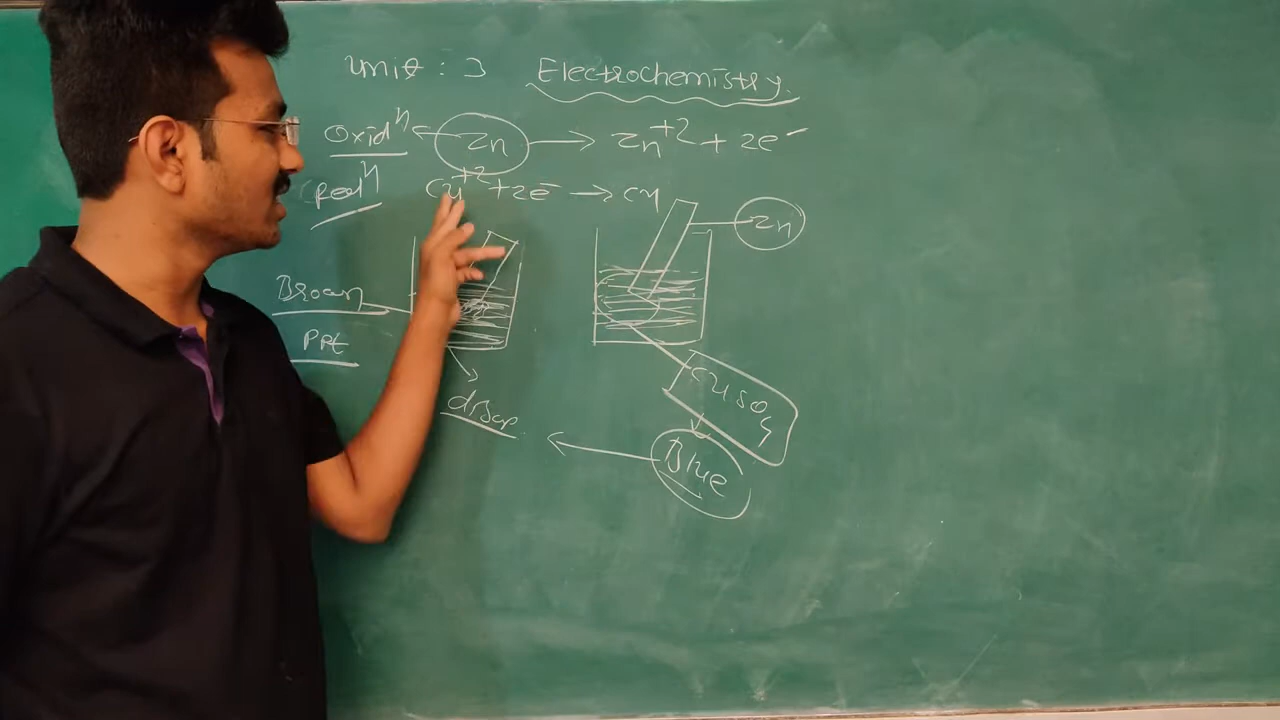 Unit : 3 Electrochemistry.
Oxidⁿ ← Zn → Zn⁺² + 2e⁻
Redⁿ Cu⁺² + 2e⁻ → Cu
Zn
Brown
PPt
CuSO₄
disap
Blue